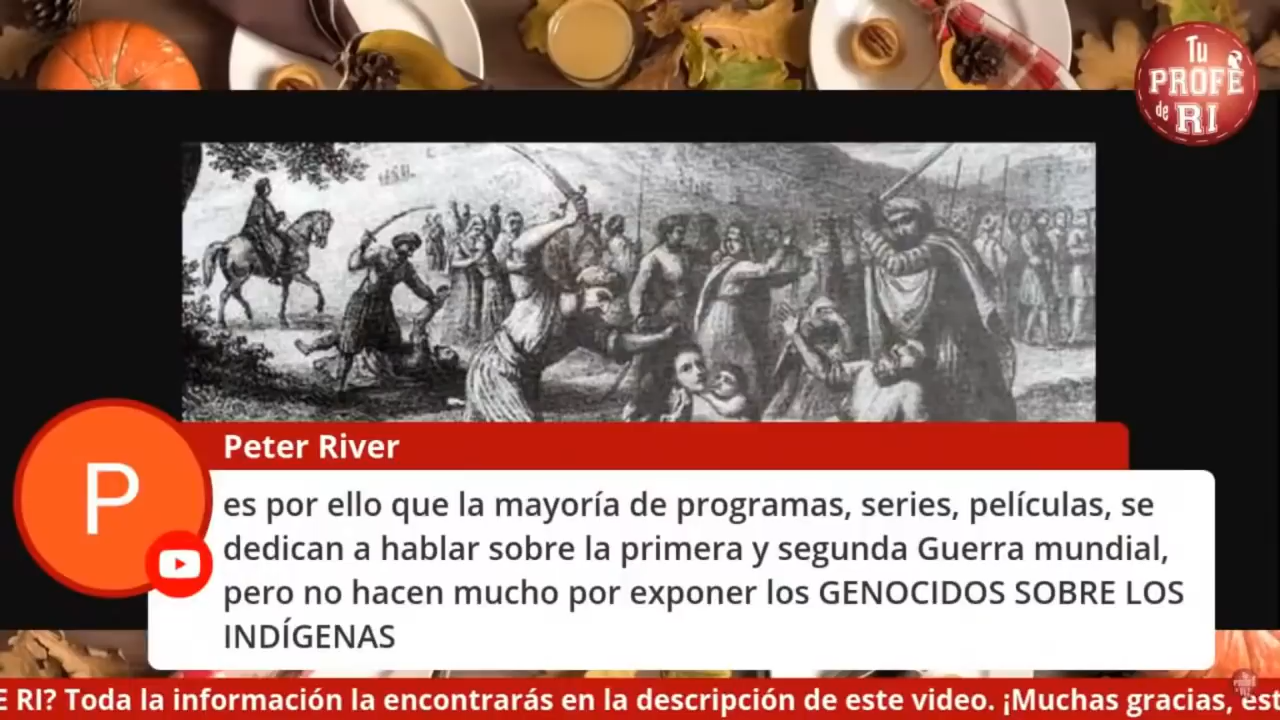 Tu
PROFE
de RI
Peter River
P
es por ello que la mayoría de programas, series, películas, se
dedican a hablar sobre la primera y segunda Guerra mundial,
pero no hacen mucho por exponer los GENOCIDOS SOBRE LOS
INDÍGENAS
E RI? Toda la información la encontrarás en la descripción de este video. ¡Muchas gracias, est